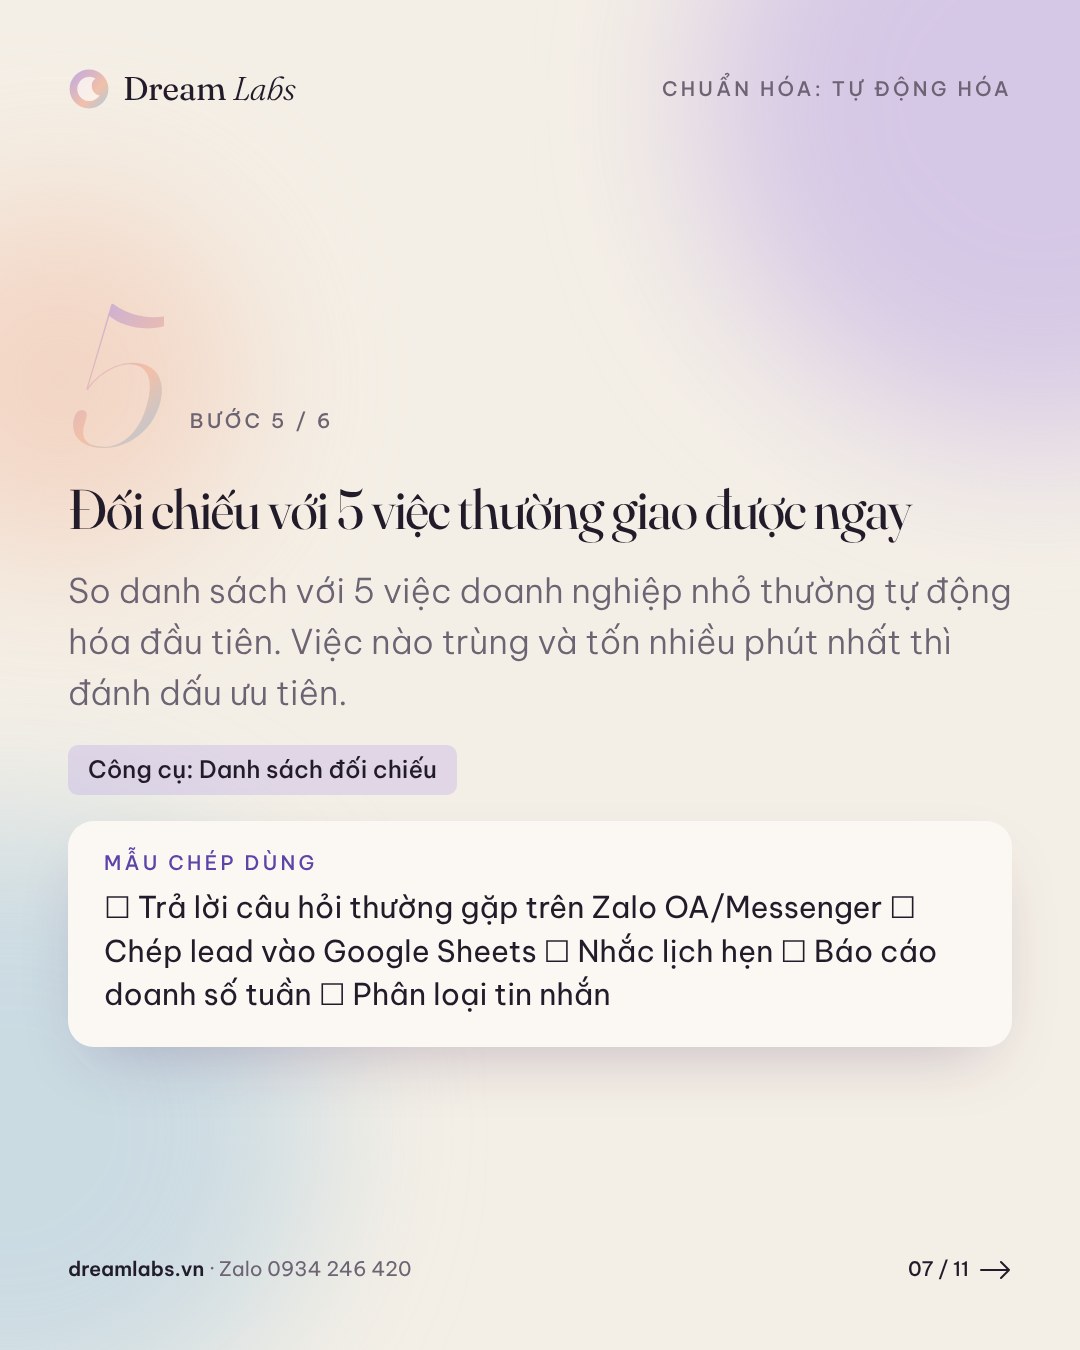 Dream Labs
CHUẨN HÓA: TỰ ĐỘNG HÓA
5
BƯỚC 5 / 6
Đối chiếu với 5 việc thường giao được ngay
So danh sách với 5 việc doanh nghiệp nhỏ thường tự động
hóa đầu tiên. Việc nào trùng và tốn nhiều phút nhất thì
đánh dấu ưu tiên.
Công cụ: Danh sách đối chiếu
MẪU CHÉP DÙNG
☐ Trả lời câu hỏi thường gặp trên Zalo OA/Messenger ☐
Chép lead vào Google Sheets ☐ Nhắc lịch hẹn ☐ Báo cáo
doanh số tuần ☐ Phân loại tin nhắn
dreamlabs.vn · Zalo 0934 246 420
07 / 11 →